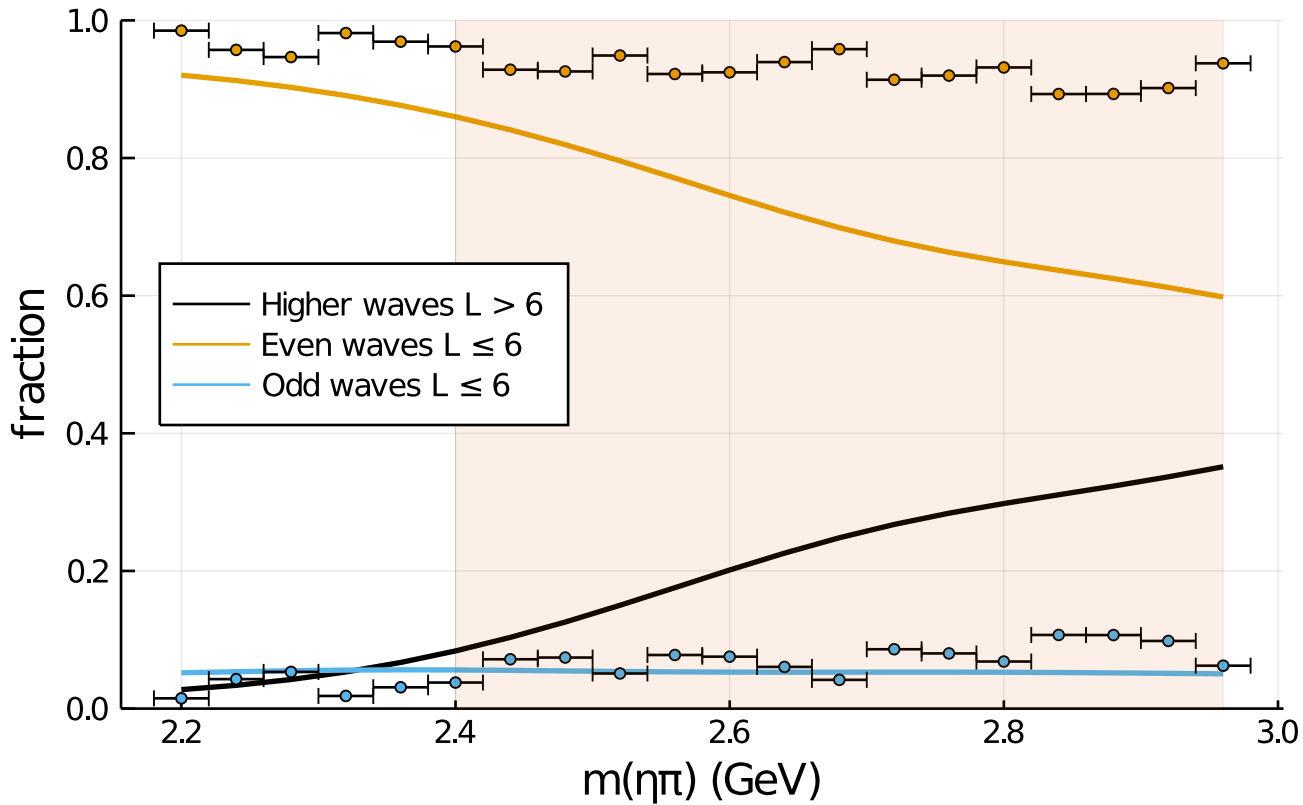 1.0
0.8
0.6
0.4
0.2
0.0
fraction
Higher waves L > 6
Even waves L ≤ 6
Odd waves L ≤ 6
2.2 2.4 2.6 2.8 3.0
m(ηπ) (GeV)